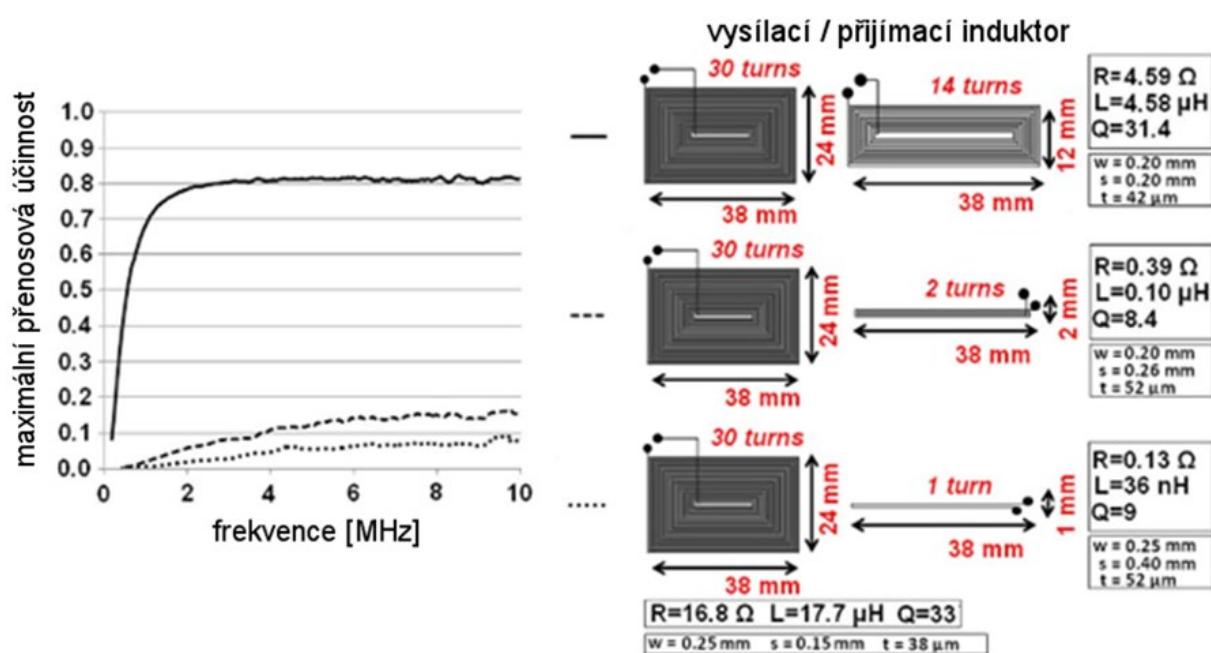 vysílací / přijímací induktor
maximální přenosová účinnost
1.0
0.9
0.8
0.7
0.6
0.5
0.4
0.3
0.2
0.1
0.0
0 2 4 6 8 10
frekvence [MHz]
30 turns
24 mm
38 mm
14 turns
12 mm
38 mm
R=4.59 Ω
L=4.58 µH
Q=31.4
w = 0.20 mm
s = 0.20 mm
t = 42 µm
30 turns
24 mm
38 mm
2 turns
2 mm
38 mm
R=0.39 Ω
L=0.10 µH
Q=8.4
w = 0.20 mm
s = 0.26 mm
t = 52 µm
30 turns
24 mm
38 mm
1 turn
1 mm
38 mm
R=0.13 Ω
L=36 nH
Q=9
w = 0.25 mm
s = 0.40 mm
t = 52 µm
R=16.8 Ω L=17.7 µH Q=33
w = 0.25 mm s = 0.15 mm t = 38 µm